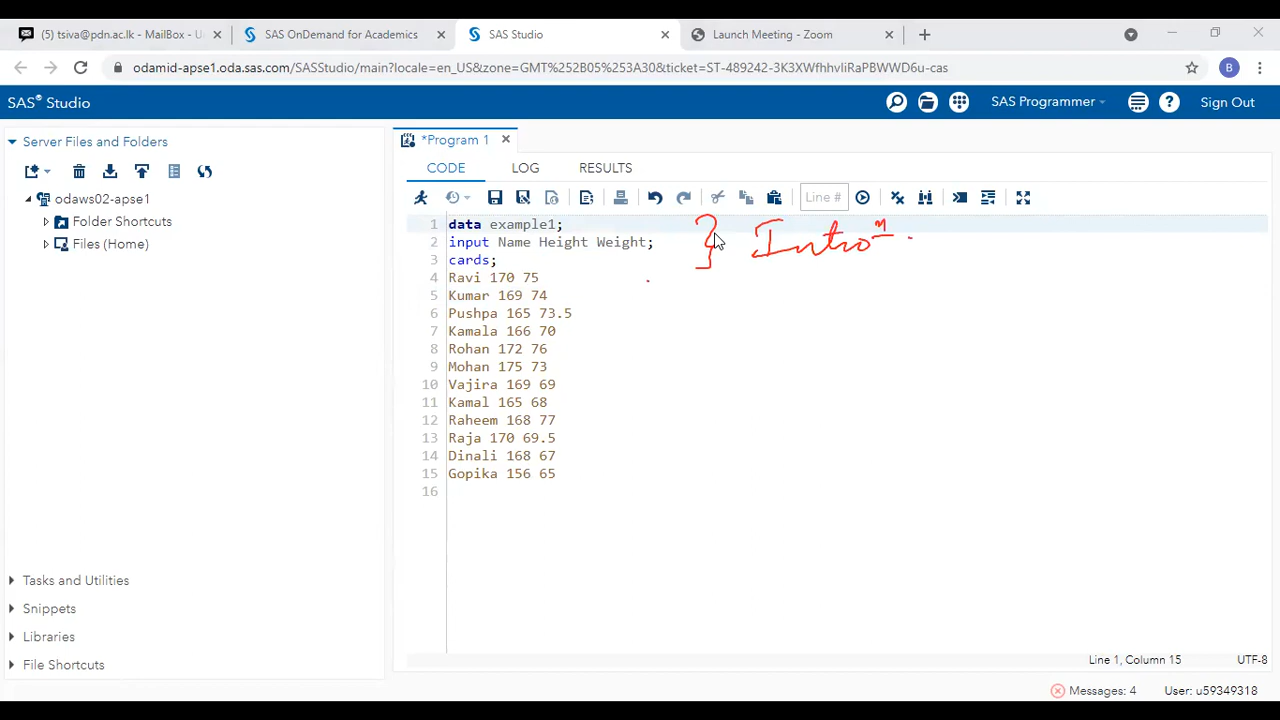 (5) tsiva@pdn.ac.lk - MailBox - Vi
SAS OnDemand for Academics
SAS Studio
Launch Meeting - Zoom
odamid-apse1.oda.sas.com/SASStudio/main?locale=en_US&zone=GMT%252B05%253A30&ticket=ST-489242-3K3XWfhhvIiRaPBWWD6u-cas
B
SAS® Studio
SAS Programmer
Sign Out
Server Files and Folders
odaws02-apse1
Folder Shortcuts
Files (Home)
Tasks and Utilities
Snippets
Libraries
File Shortcuts
*Program 1
CODE LOG RESULTS
Line #
1 data example1;
2 input Name Height Weight;
3 cards;
4 Ravi 170 75
5 Kumar 169 74
6 Pushpa 165 73.5
7 Kamala 166 70
8 Rohan 172 76
9 Mohan 175 73
10 Vajira 169 69
11 Kamal 165 68
12 Raheem 168 77
13 Raja 170 69.5
14 Dinali 168 67
15 Gopika 156 65
16
} Intro n.
Line 1, Column 15
UTF-8
Messages: 4
User: u59349318